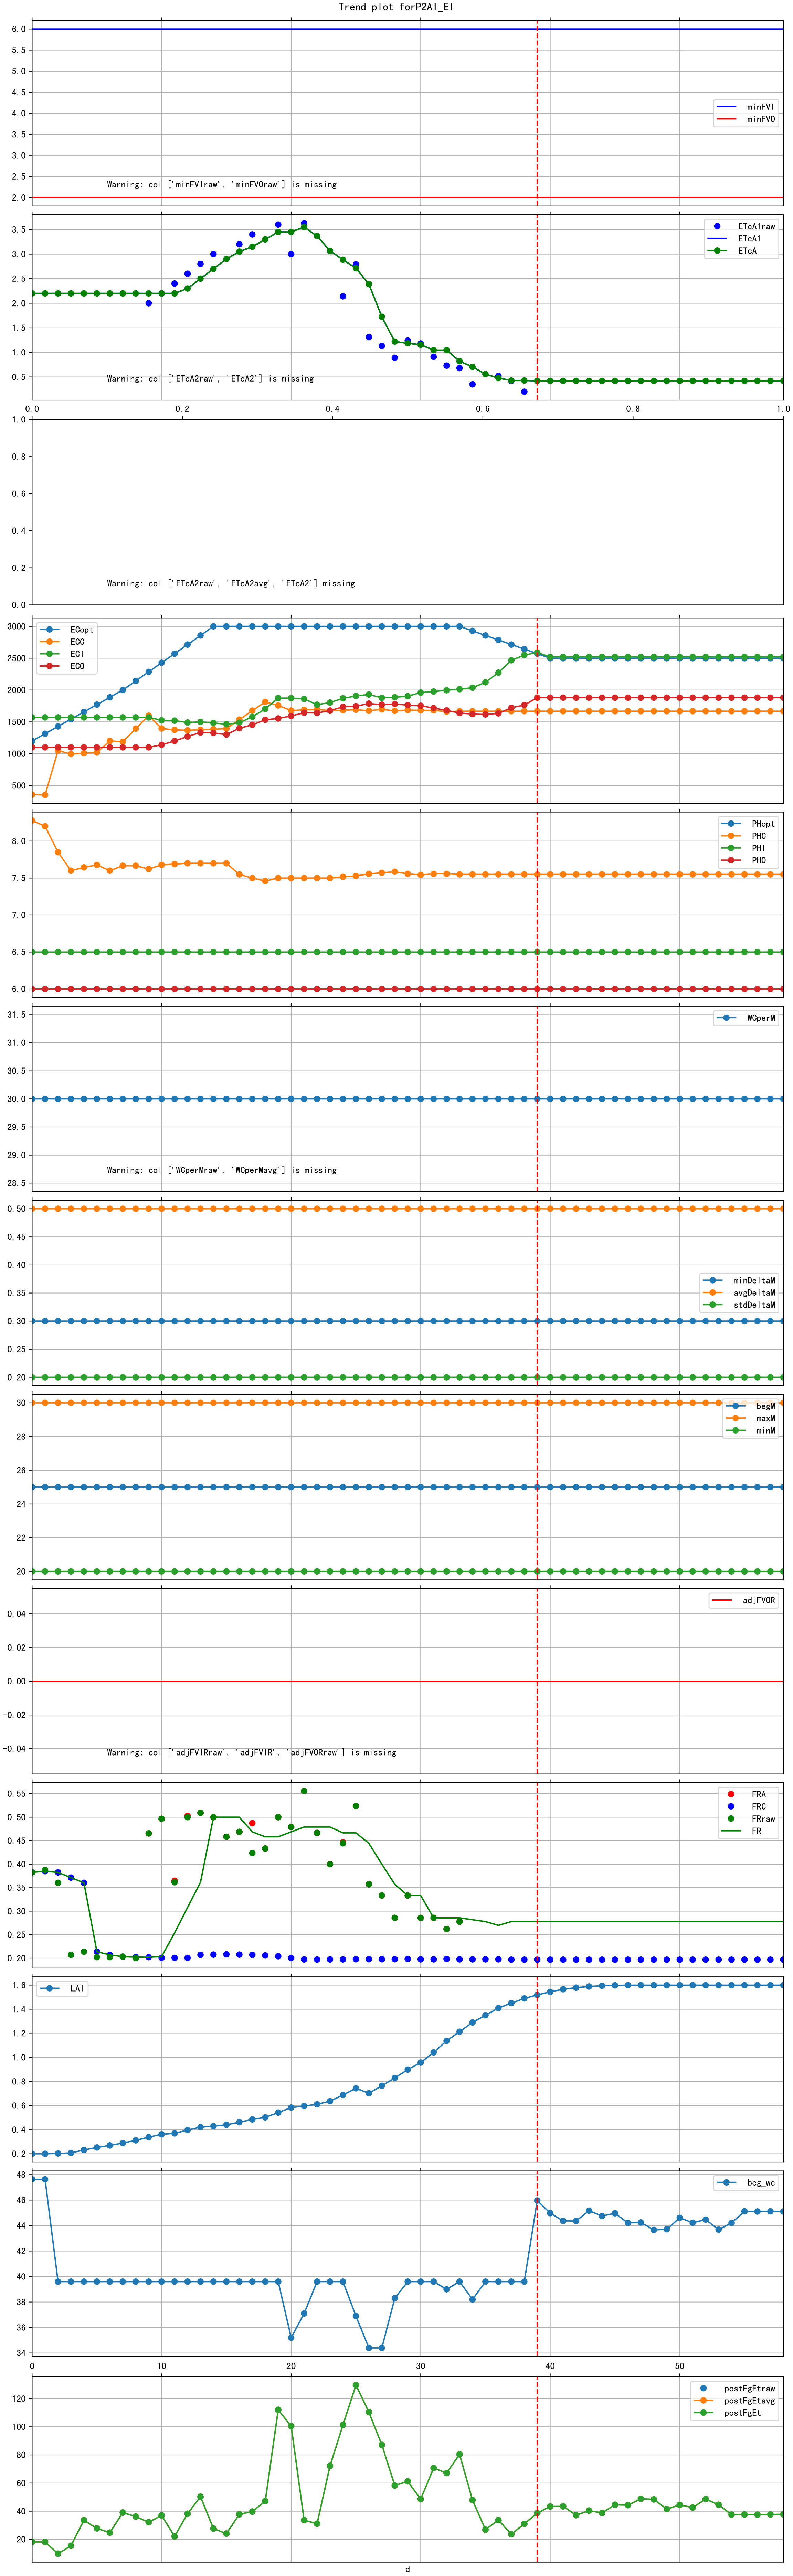 Trend plot forP2A1_E1
6.0
5.5
5.0
4.5
4.0
3.5
3.0
2.5
2.0
minFVI
minFVO
Warning: col ['minFVIraw', 'minFVOraw'] is missing
3.5
3.0
2.5
2.0
1.5
1.0
0.5
ETcA1raw
ETcA1
ETcA
Warning: col ['ETcA2raw', 'ETcA2'] is missing
0.0 0.2 0.4 0.6 0.8 1.0
1.0
0.8
0.6
0.4
0.2
0.0
Warning: col ['ETcA2raw', 'ETcA2avg', 'ETcA2'] missing
3000
2500
2000
1500
1000
500
ECopt
ECC
ECI
ECO
8.0
7.5
7.0
6.5
6.0
PHopt
PHC
PHI
PHO
31.5
31.0
30.5
30.0
29.5
29.0
28.5
WCperM
Warning: col ['WCperMraw', 'WCperMavg'] is missing
0.50
0.45
0.40
0.35
0.30
0.25
0.20
minDeltaM
avgDeltaM
stdDeltaM
30
28
26
24
22
20
begM
maxM
minM
0.04
0.02
0.00
-0.02
-0.04
adjFVOR
Warning: col ['adjFVIRraw', 'adjFVIR', 'adjFVORraw'] is missing
0.55
0.50
0.45
0.40
0.35
0.30
0.25
0.20
FRA
FRC
FRraw
FR
1.6
1.4
1.2
1.0
0.8
0.6
0.4
0.2
LAI
48
46
44
42
40
38
36
34
beg_wc
0 10 20 30 40 50
120
100
80
60
40
20
postFgEtraw
postFgEtavg
postFgEt
d